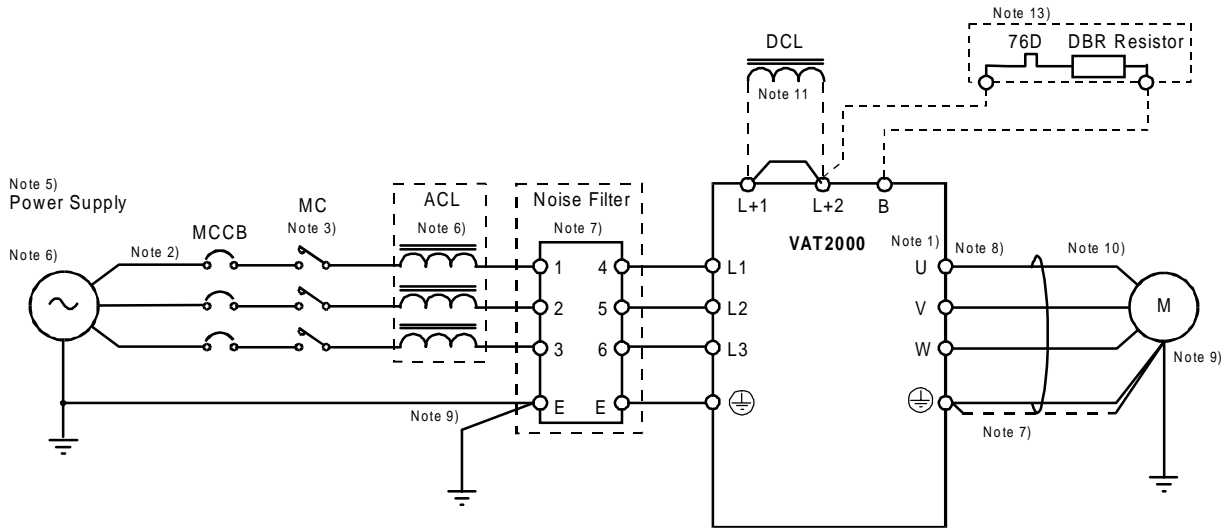 Note 13)
DCL
76D DBR Resistor
Note 11
Note 5)
Power Supply
ACL
Noise Filter
L+1 L+2 B
MC
Note 6)
Note 7)
MCCB
Note 3)
VAT2000 Note 1)
Note 6)
Note 2)
Note 8)
Note 10)
1 4 L1 U
2 5 L2 V M
3 6 L3 W
Note 9)
Note 9)
E E
Note 7)